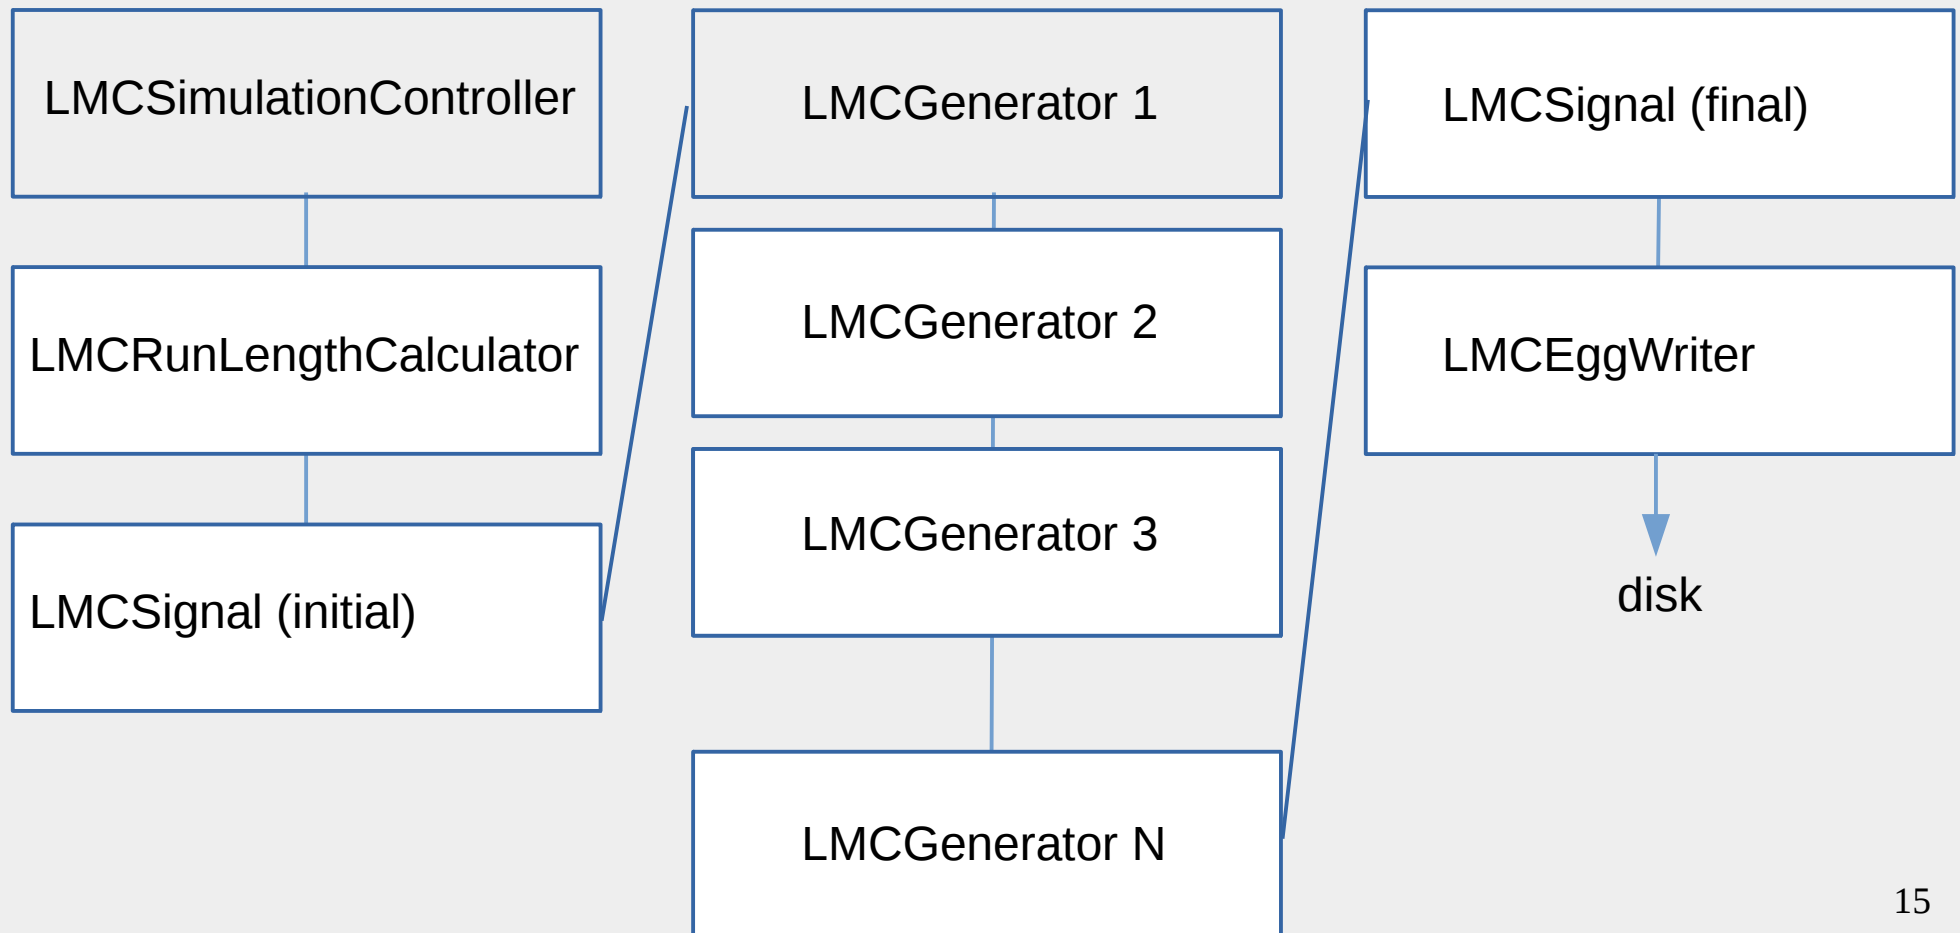 LMCSimulationController
LMCRunLengthCalculator
LMCSignal (initial)
LMCGenerator 1
LMCGenerator 2
LMCGenerator 3
LMCGenerator N
LMCSignal (final)
LMCEggWriter
disk
15